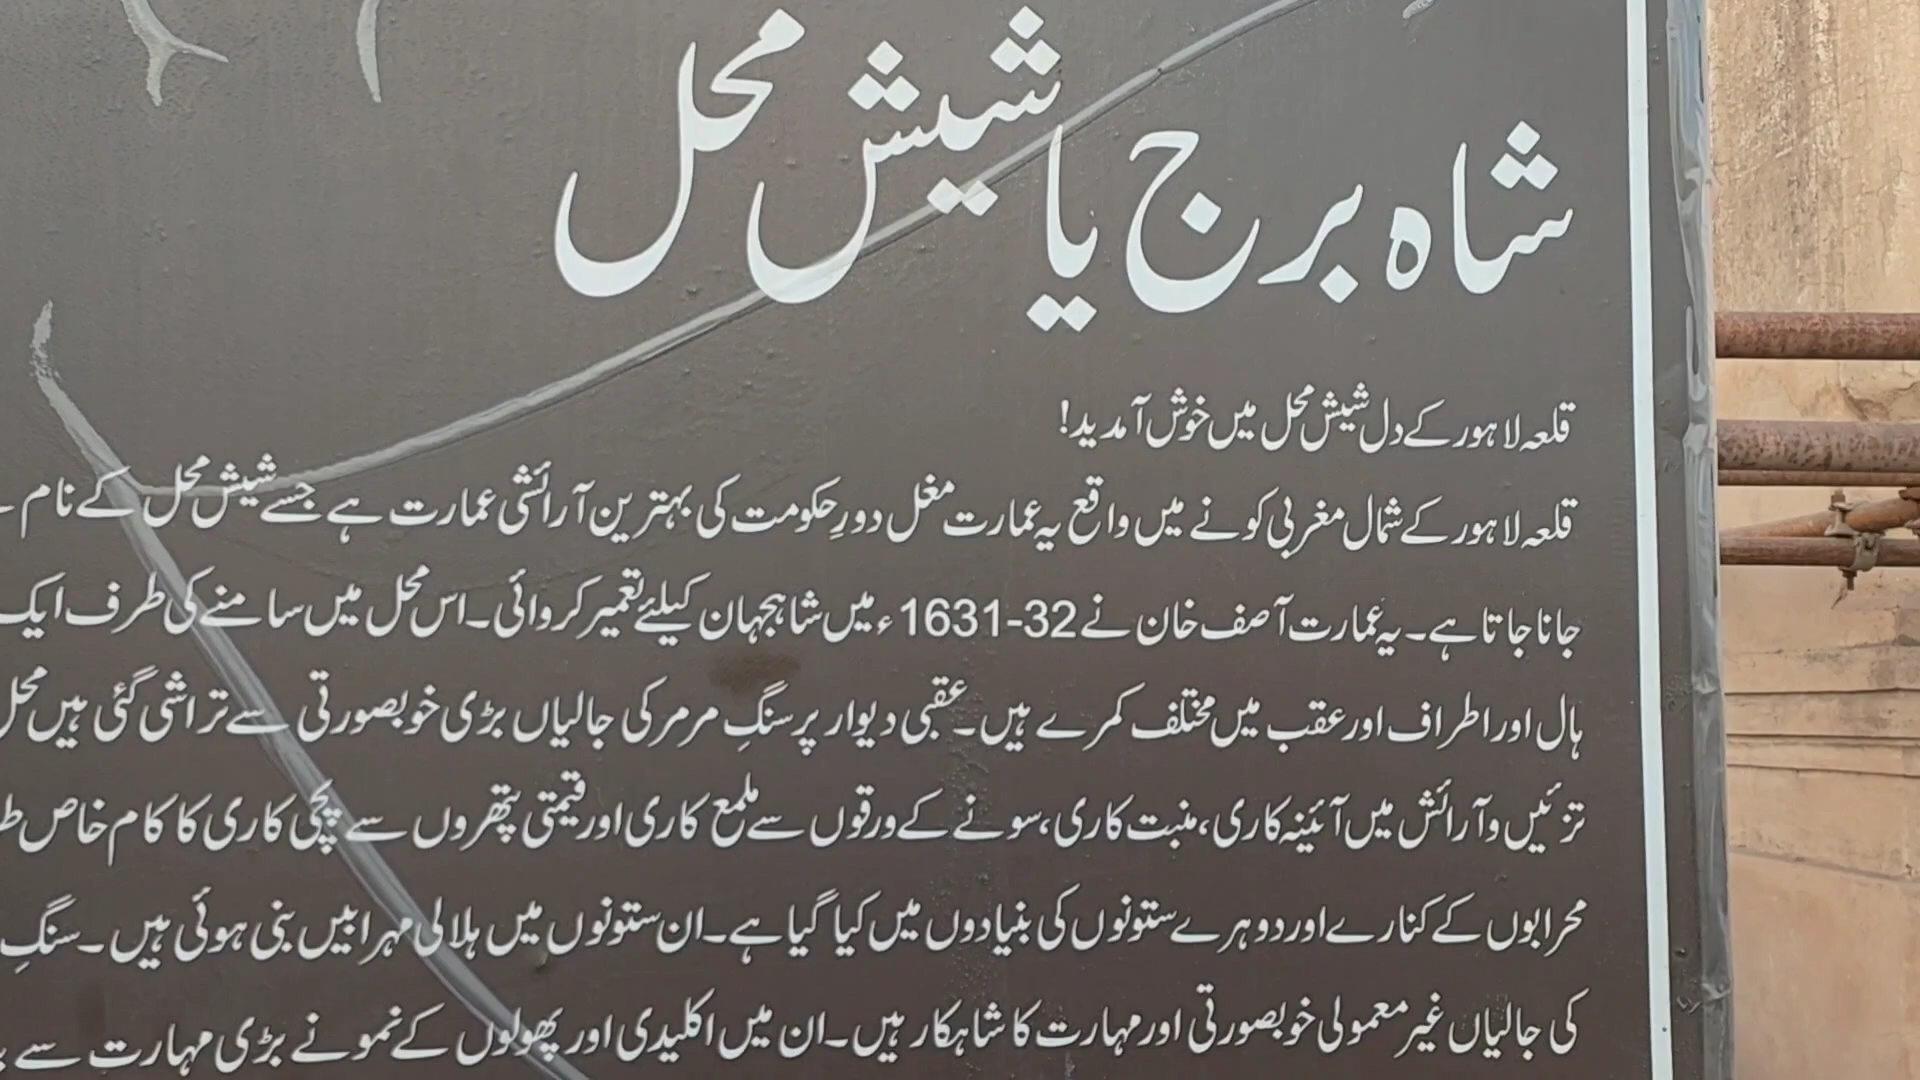 شاہ برج یا شیش محل
قلعہ لاہور کے دل شیش محل میں خوش آمدید!
قلعہ لاہور کے شمال مغربی کونے میں واقع یہ عمارت مغل دورِ حکومت کی بہترین آرائشی عمارت ہے جسے شیش محل کے نام
جانا جاتا ہے۔ یہ عمارت آصف خان نے 32-1631ء میں شاہجہان کیلئے تعمیر کروائی۔ اس محل میں سامنے کی طرف ایک
ہال اور اطراف اور عقب میں مختلف کمرے ہیں۔ عقبی دیوار پر سنگِ مرمر کی جالیاں بڑی خوبصورتی سے تراشی گئی ہیں محل
تزئین و آرائش میں آئینہ کاری، منبت کاری، سونے کے ورقوں سے ملمع کاری اور قیمتی پتھروں سے پچی کاری کا کام خاص
محرابوں کے کنارے اور دوہرے ستونوں کی بنیادوں میں کیا گیا ہے۔ ان ستونوں میں ہلالی مہرابیں بنی ہوئی ہیں۔ سنگِ
کی جالیاں غیر معمولی خوبصورتی اور مہارت کا شاہکار ہیں۔ ان میں اکلیدی اور پھولوں کے نمونے بڑی مہارت سے